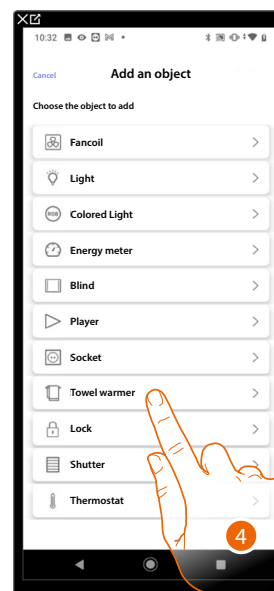 10:32
Cancel Add an object
Choose the object to add
Fancoil
Light
RGB Colored Light
Energy meter
Blind
Player
Socket
Towel warmer
Lock
Shutter
Thermostat
4